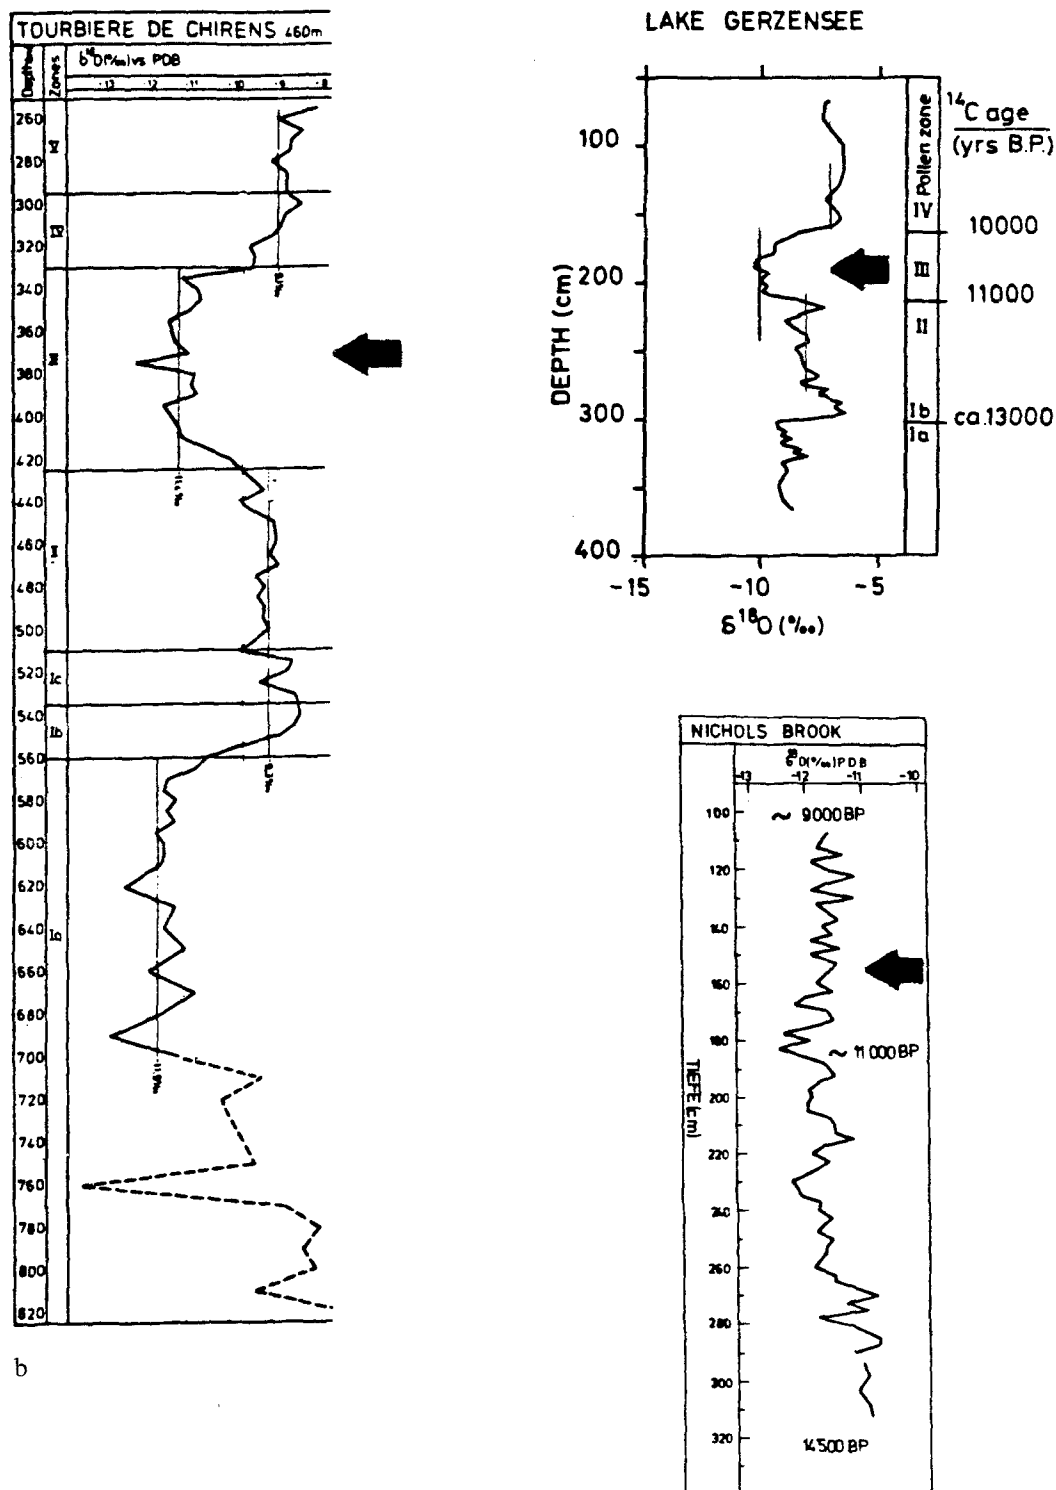 TOURBIERE DE CHIRENS 460m
Depth
Zones
δ¹⁸O(‰) vs PDB
-13 -12 -11 -10 -9 -8
260
280
300
320
340
360
380
400
420
440
460
480
500
520
540
560
580
600
620
640
660
680
700
720
740
760
780
800
820
V
IV
III
Ic
Ib
Ia
b
LAKE GERZENSEE
DEPTH (cm)
100
200
300
400
-15 -10 -5
δ¹⁸O (‰)
Pollen zone
IV
III
II
Ib
Ia
¹⁴C age
(yrs B.P.)
10000
11000
ca.13000
NICHOLS BROOK
δ¹⁸O(‰) PDB
-13 -12 -11 -10
TIEFE (cm)
100
120
140
160
180
200
220
240
260
280
300
320
~ 9000 BP
~ 11000 BP
14500 BP